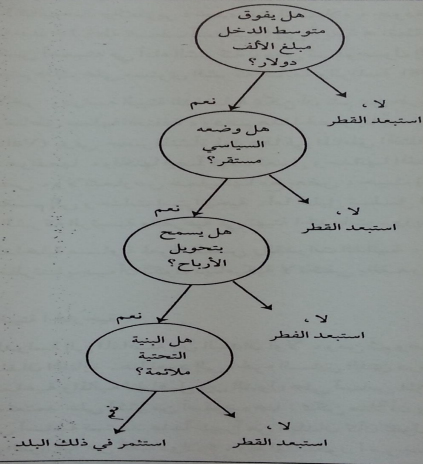 هل يفوق
متوسط الدخل
مبلغ الألف
دولار؟
نعم
لا ،
استبعد القطر
هل وضعه
السياسي
مستقر؟
نعم
لا ،
استبعد القطر
هل يسمح
بتحويل
الأرباح؟
نعم
لا ،
استبعد القطر
هل البنية
التحتية
ملائمة؟
نعم
لا ،
استبعد القطر
استثمر في ذلك البلد